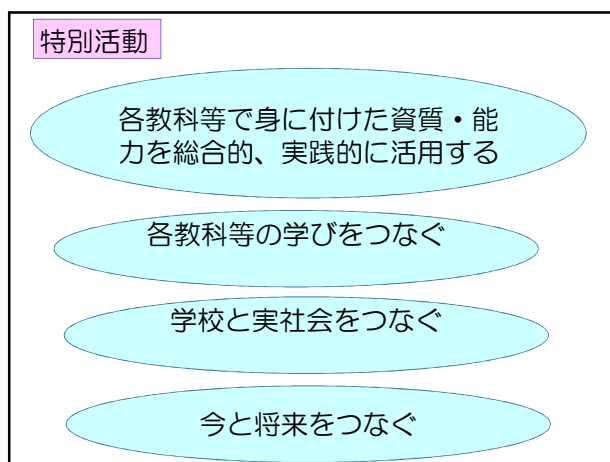 特別活動
各教科等で身に付けた資質・能
力を総合的、実践的に活用する
各教科等の学びをつなぐ
学校と実社会をつなぐ
今と将来をつなぐ